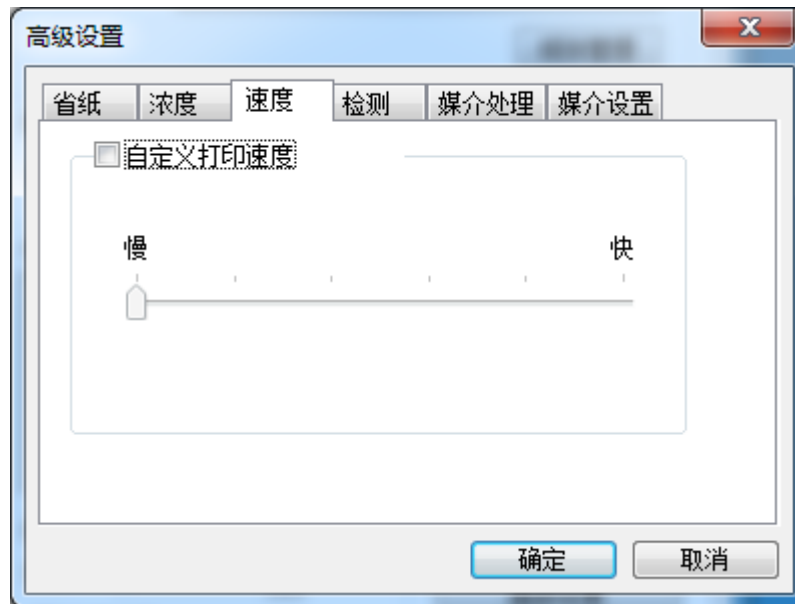 高级设置
省纸 浓度 速度 检测 媒介处理 媒介设置
自定义打印速度
慢 快
确定 取消